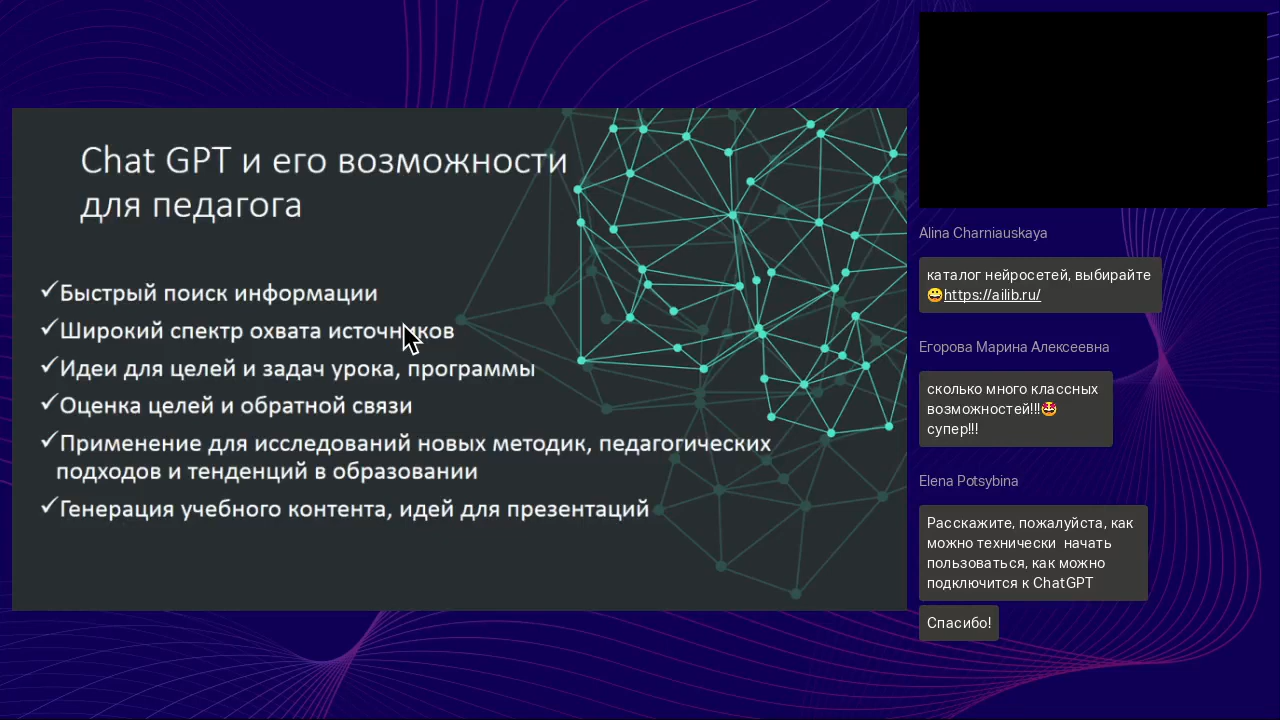 Chat GPT и его возможности
для педагога
Быстрый поиск информации
Широкий спектр охвата источников
Идеи для целей и задач урока, программы
Оценка целей и обратной связи
Применение для исследований новых методик, педагогических
подходов и тенденций в образовании
Генерация учебного контента, идей для презентаций
Alina Charniauskaya
каталог нейросетей, выбирайте
😀https://ailib.ru/
Егорова Марина Алексеевна
сколько много классных
возможностей!!!🤩
супер!!!
Elena Potsybina
Расскажите, пожалуйста, как
можно технически  начать
пользоваться, как можно
подключится к ChatGPT
Спасибо!